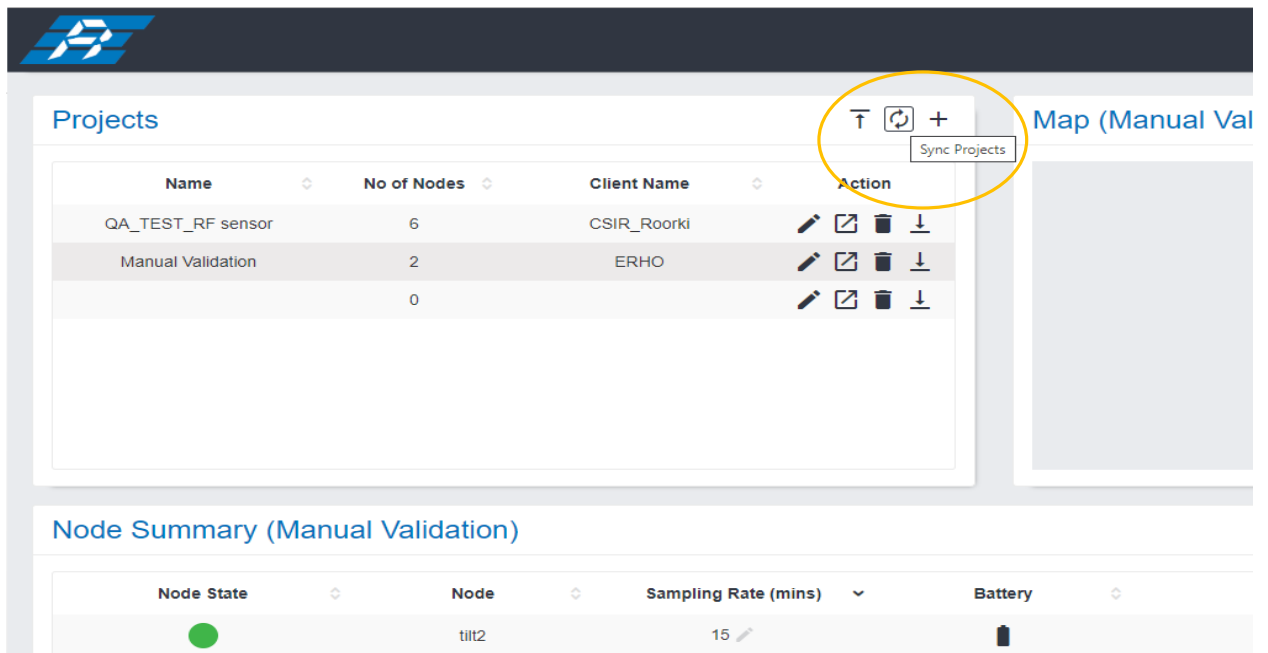 Projects
Sync Projects
Map (Manual Val
Name No of Nodes Client Name Action
QA_TEST_RF sensor 6 CSIR_Roorki
Manual Validation 2 ERHO
0
Node Summary (Manual Validation)
Node State Node Sampling Rate (mins) Battery
tilt2 15